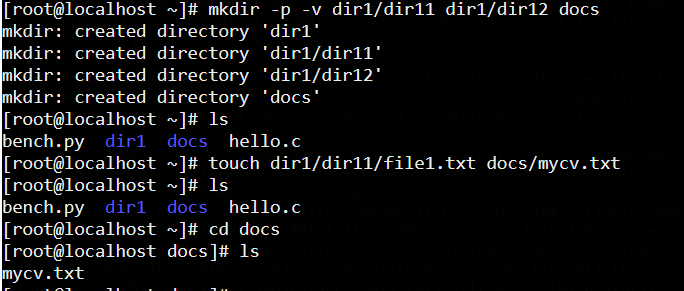 [root@localhost ~]# mkdir -p -v dir1/dir11 dir1/dir12 docs
mkdir: created directory 'dir1'
mkdir: created directory 'dir1/dir11'
mkdir: created directory 'dir1/dir12'
mkdir: created directory 'docs'
[root@localhost ~]# ls
bench.py  dir1  docs  hello.c
[root@localhost ~]# touch dir1/dir11/file1.txt docs/mycv.txt
[root@localhost ~]# ls
bench.py  dir1  docs  hello.c
[root@localhost ~]# cd docs
[root@localhost docs]# ls
mycv.txt